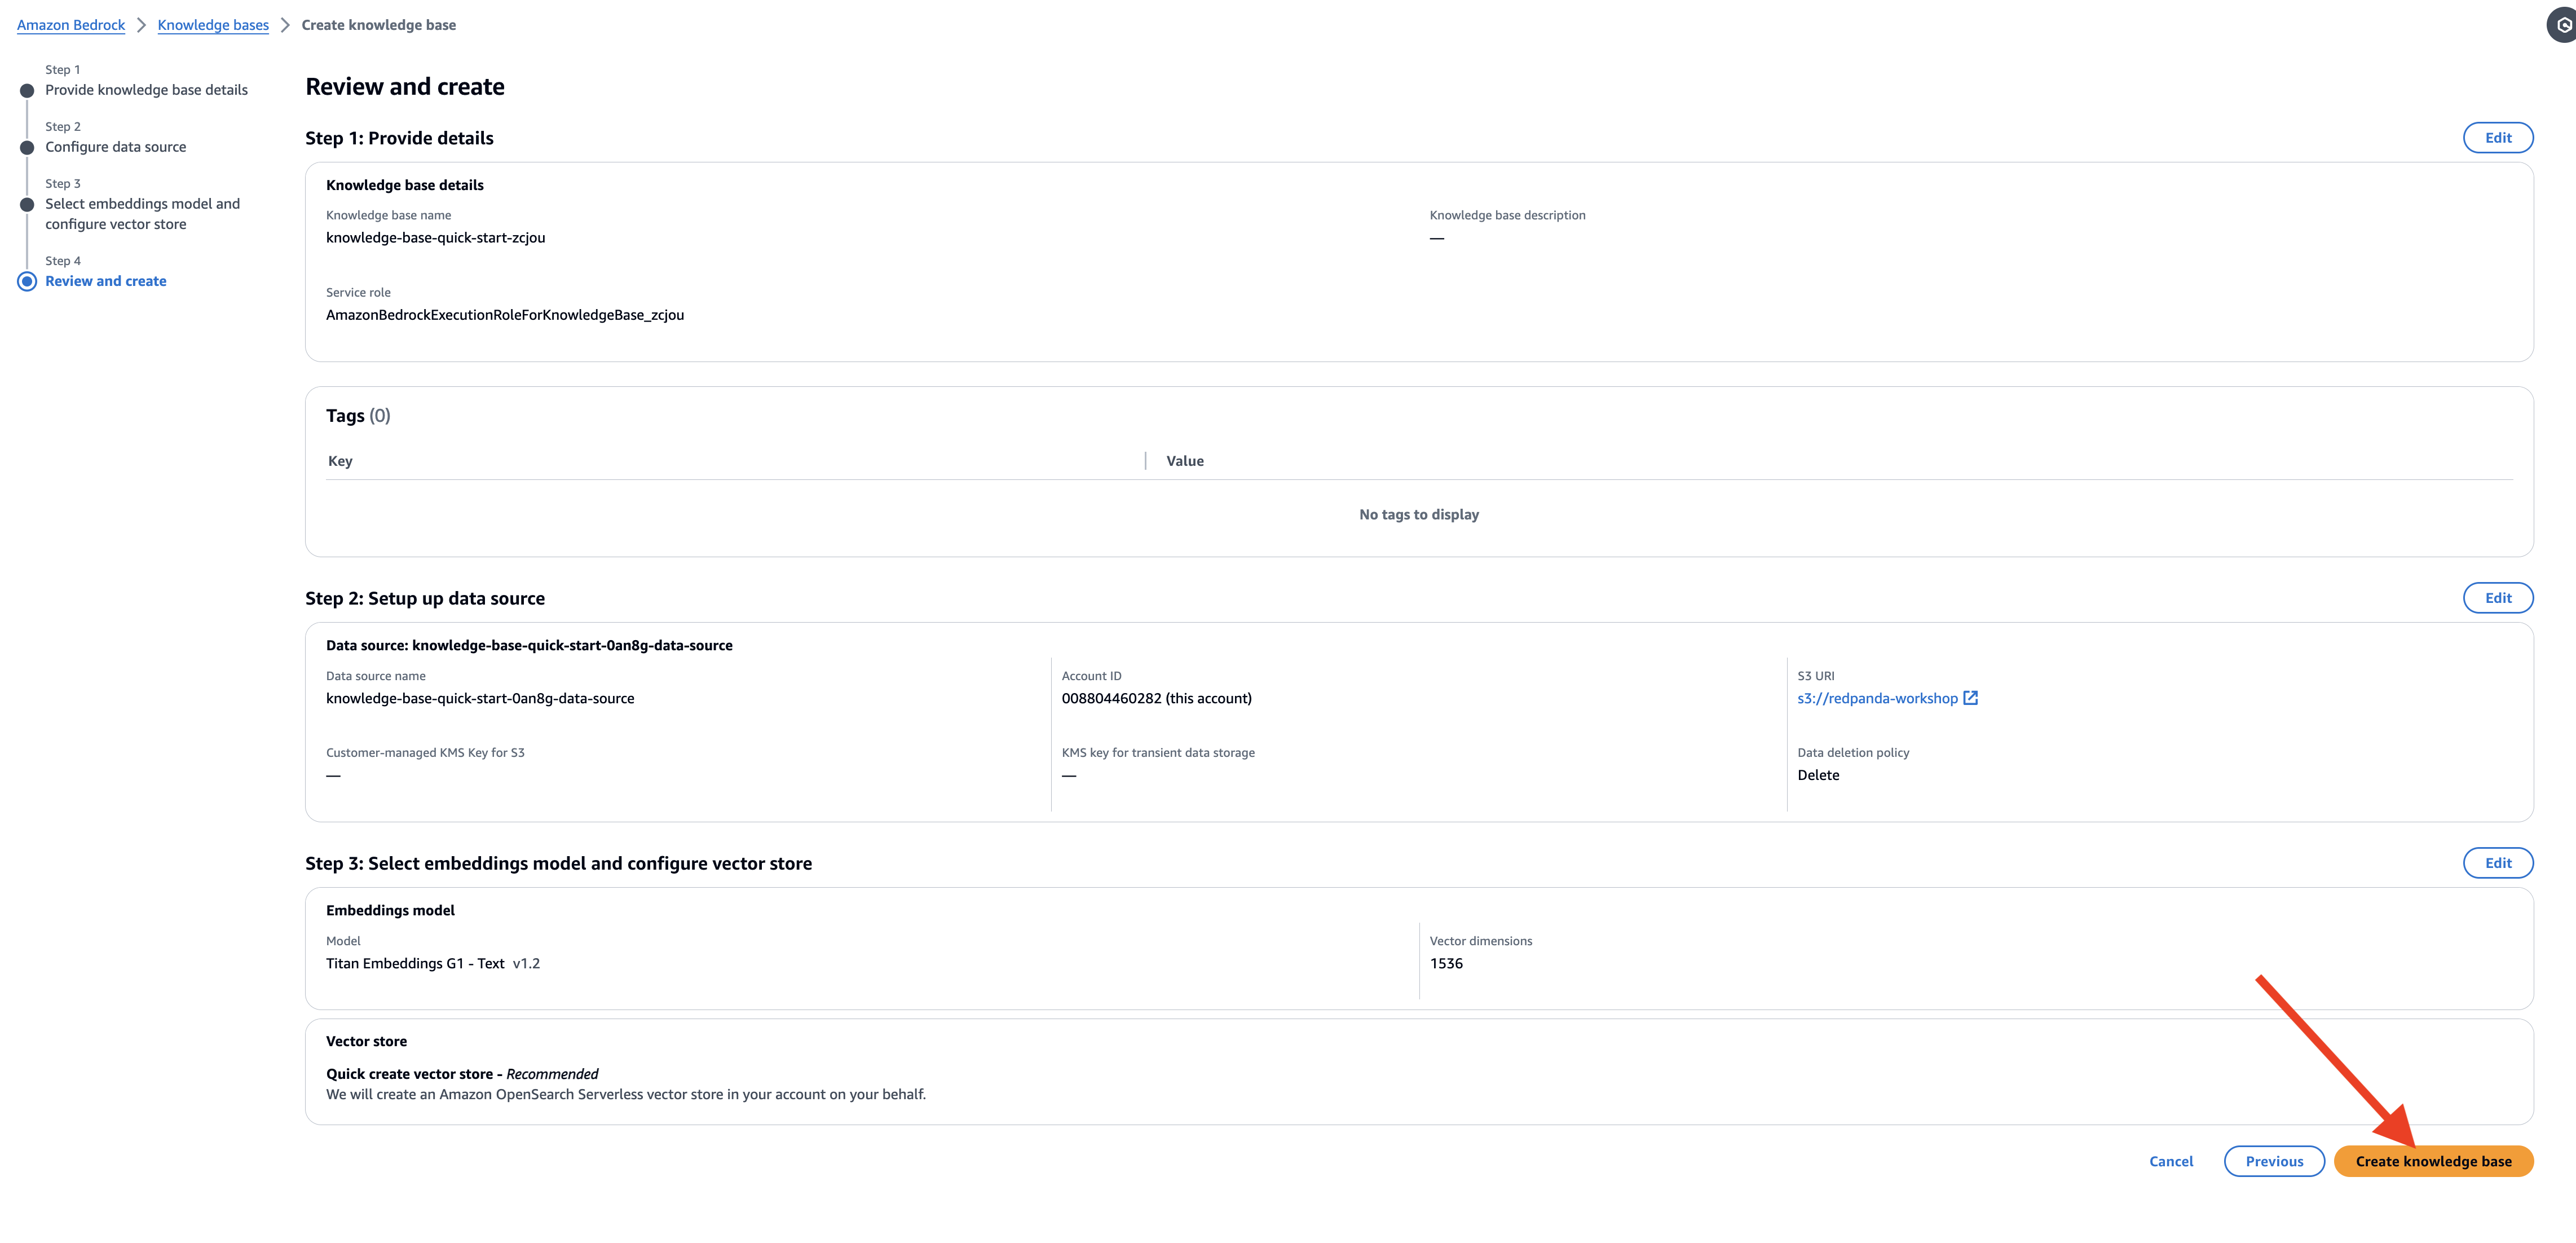 Amazon Bedrock > Knowledge bases > Create knowledge base
Step 1
Provide knowledge base details
Step 2
Configure data source
Step 3
Select embeddings model and
configure vector store
Step 4
Review and create
Review and create
Step 1: Provide details
Edit
Knowledge base details
Knowledge base name
knowledge-base-quick-start-zcjou
Knowledge base description
—
Service role
AmazonBedrockExecutionRoleForKnowledgeBase_zcjou
Tags (0)
Key
Value
No tags to display
Step 2: Setup up data source
Edit
Data source: knowledge-base-quick-start-0an8g-data-source
Data source name
knowledge-base-quick-start-0an8g-data-source
Account ID
008804460282 (this account)
S3 URI
s3://redpanda-workshop
Customer-managed KMS Key for S3
—
KMS key for transient data storage
—
Data deletion policy
Delete
Step 3: Select embeddings model and configure vector store
Edit
Embeddings model
Model
Titan Embeddings G1 - Text v1.2
Vector dimensions
1536
Vector store
Quick create vector store - Recommended
We will create an Amazon OpenSearch Serverless vector store in your account on your behalf.
Cancel
Previous
Create knowledge base